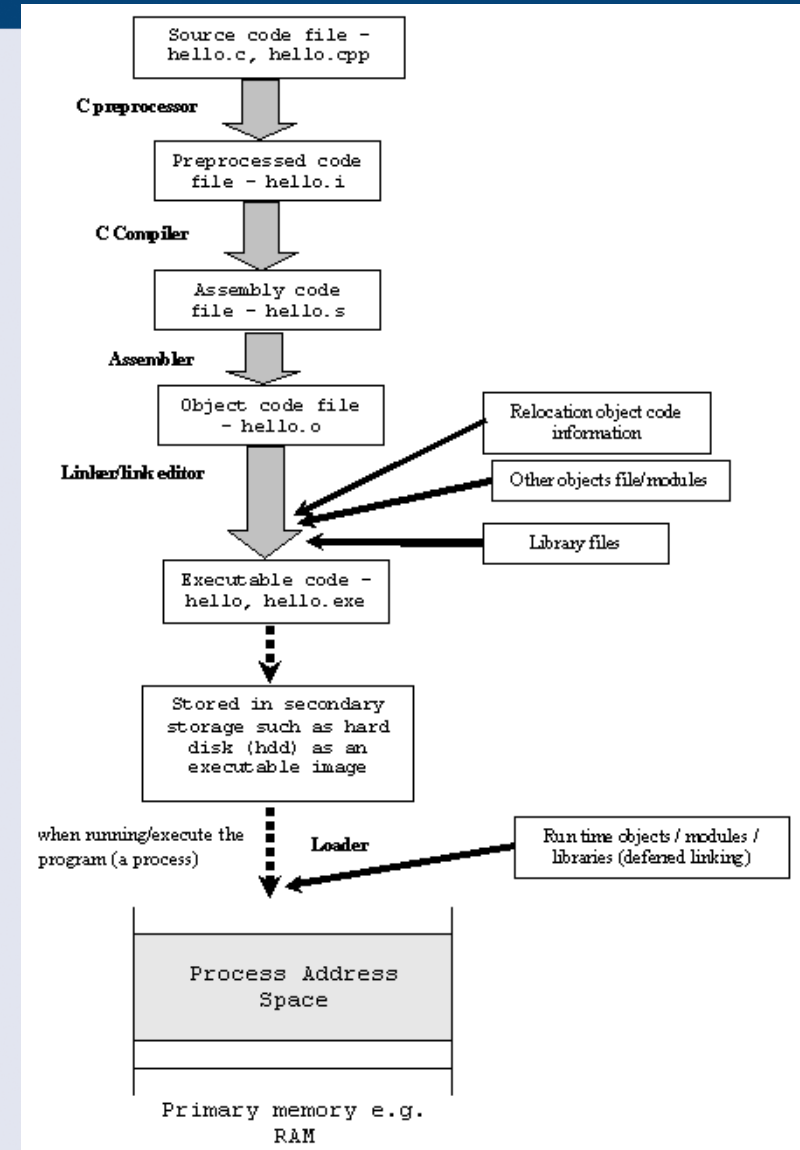 Source code file -
hello.c, hello.cpp
C preprocessor
Preprocessed code
file - hello.i
C Compiler
Assembly code
file - hello.s
Assembler
Object code file
- hello.o
Relocation object code
information
Linker/link editor
Other objects file/modules
Library files
Executable code -
hello, hello.exe
Stored in secondary
storage such as hard
disk (hdd) as an
executable image
when running/execute the
program (a process)
Loader
Run time objects / modules /
libraries (deferred linking)
Process Address
Space
Primary memory e.g.
RAM